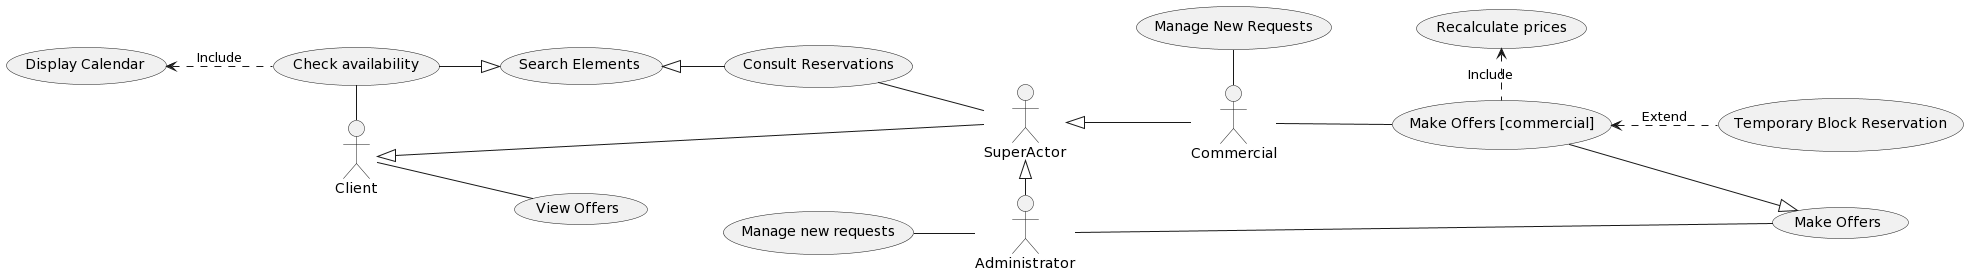 Manage New Requests
Recalculate prices
Display Calendar
Include
Check availability
Search Elements
Consult Reservations
Include
Make Offers [commercial]
Extend
Temporary Block Reservation
SuperActor
Commercial
Client
View Offers
Manage new requests
Administrator
Make Offers